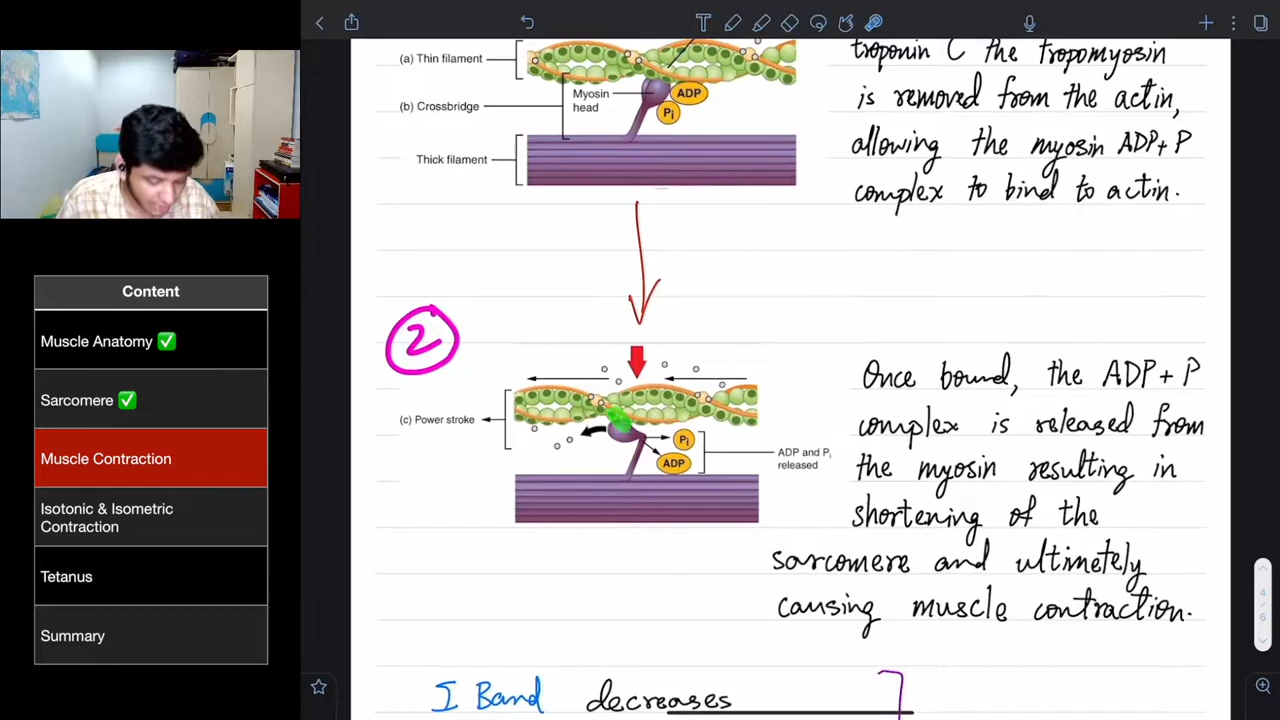 Content
Muscle Anatomy ✅
Sarcomere ✅
Muscle Contraction
Isotonic & Isometric
Contraction
Tetanus
Summary
(a) Thin filament
(b) Crossbridge
Myosin
head
ADP
Pi
Thick filament
troponin C the tropomyosin
is removed from the actin,
allowing the myosin ADP+P
complex to bind to actin.
2
(c) Power stroke
Pi
ADP
ADP and Pi
released
Once bound, the ADP + P
complex is released from
the myosin resulting in
shortening of the
sarcomere and ultimetely
causing muscle contraction.
I Band decreases
T
4
6